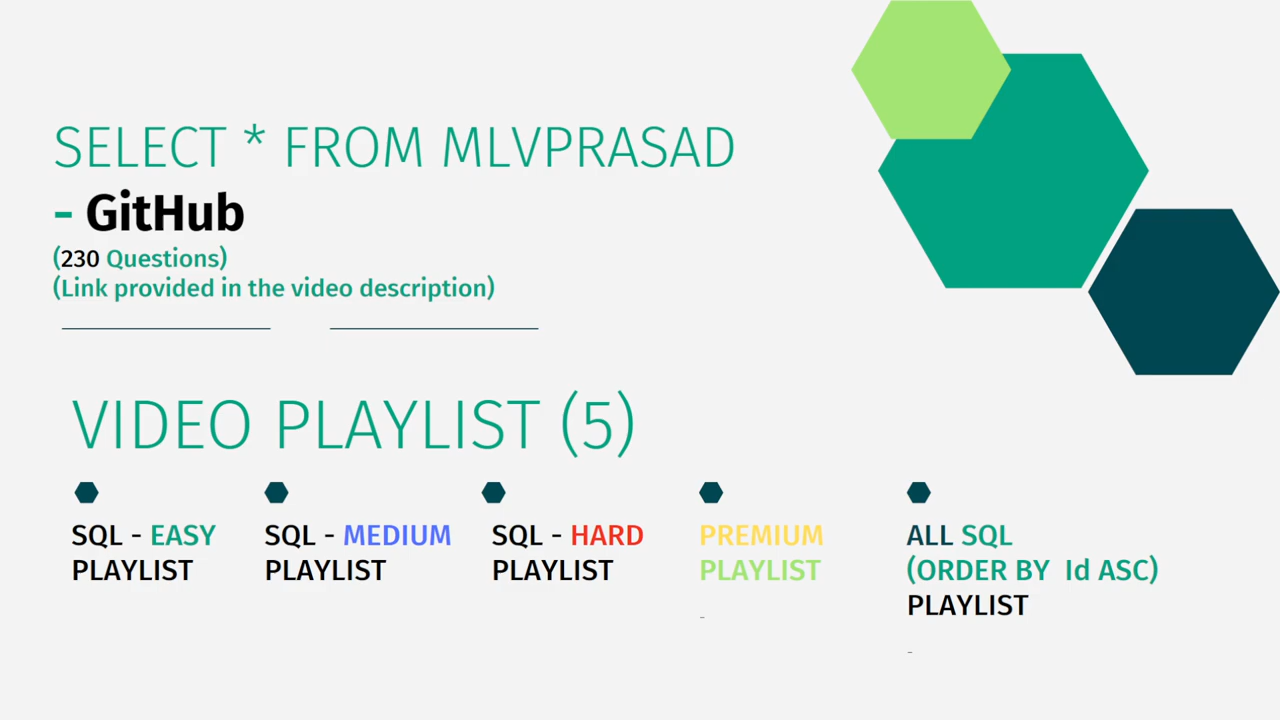 SELECT * FROM MLVPRASAD
- GitHub
(230 Questions)
(Link provided in the video description)
VIDEO PLAYLIST (5)
SQL - EASY
PLAYLIST
SQL - MEDIUM
PLAYLIST
SQL - HARD
PLAYLIST
PREMIUM
PLAYLIST
-
ALL SQL
(ORDER BY Id ASC)
PLAYLIST
-